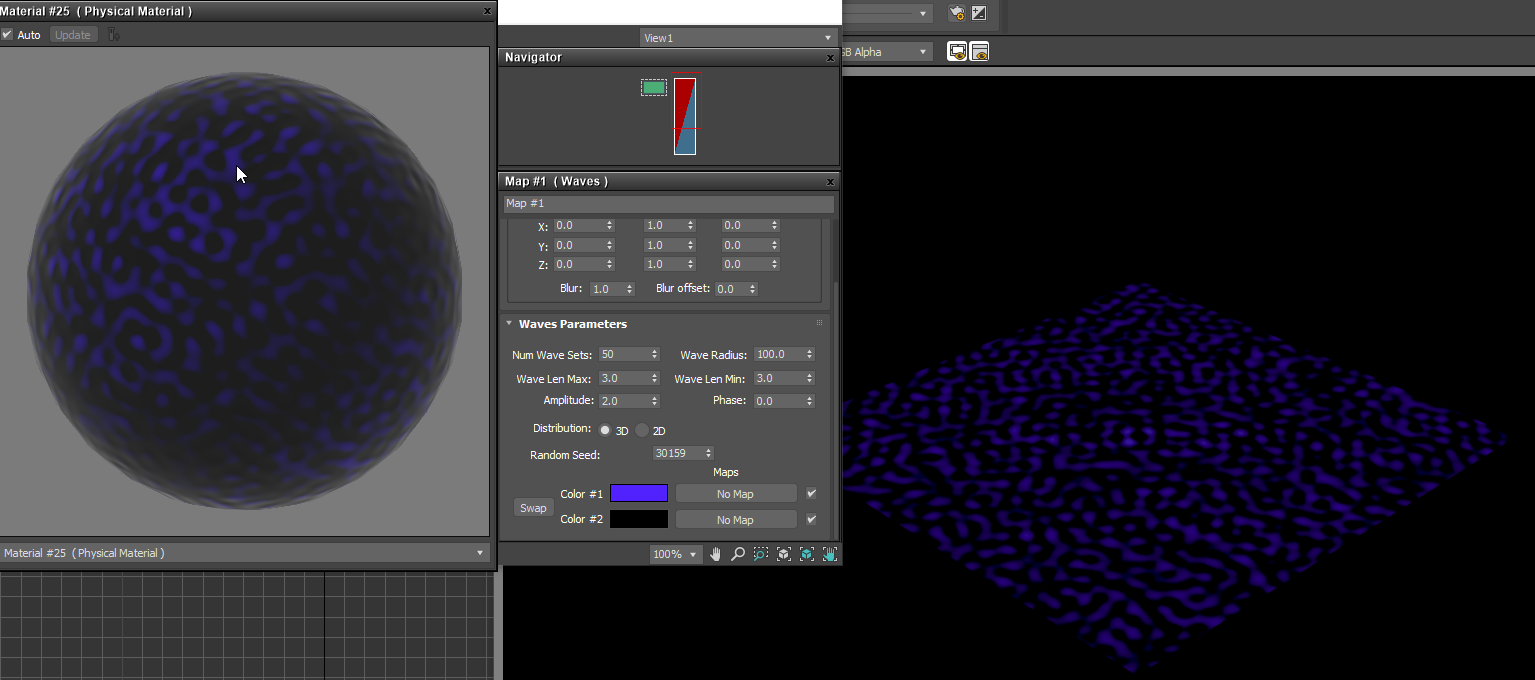 Material #25 ( Physical Material )
Auto
Update
View1
GB Alpha
Navigator
Map #1 ( Waves )
Map #1
X: 0.0 1.0 0.0
Y: 0.0 1.0 0.0
Z: 0.0 1.0 0.0
Blur: 1.0 Blur offset: 0.0
Waves Parameters
Num Wave Sets: 50 Wave Radius: 100.0
Wave Len Max: 3.0 Wave Len Min: 3.0
Amplitude: 2.0 Phase: 0.0
Distribution: 3D 2D
Random Seed: 30159
Maps
Color #1 No Map
Swap
Color #2 No Map
Material #25 ( Physical Material )
100%